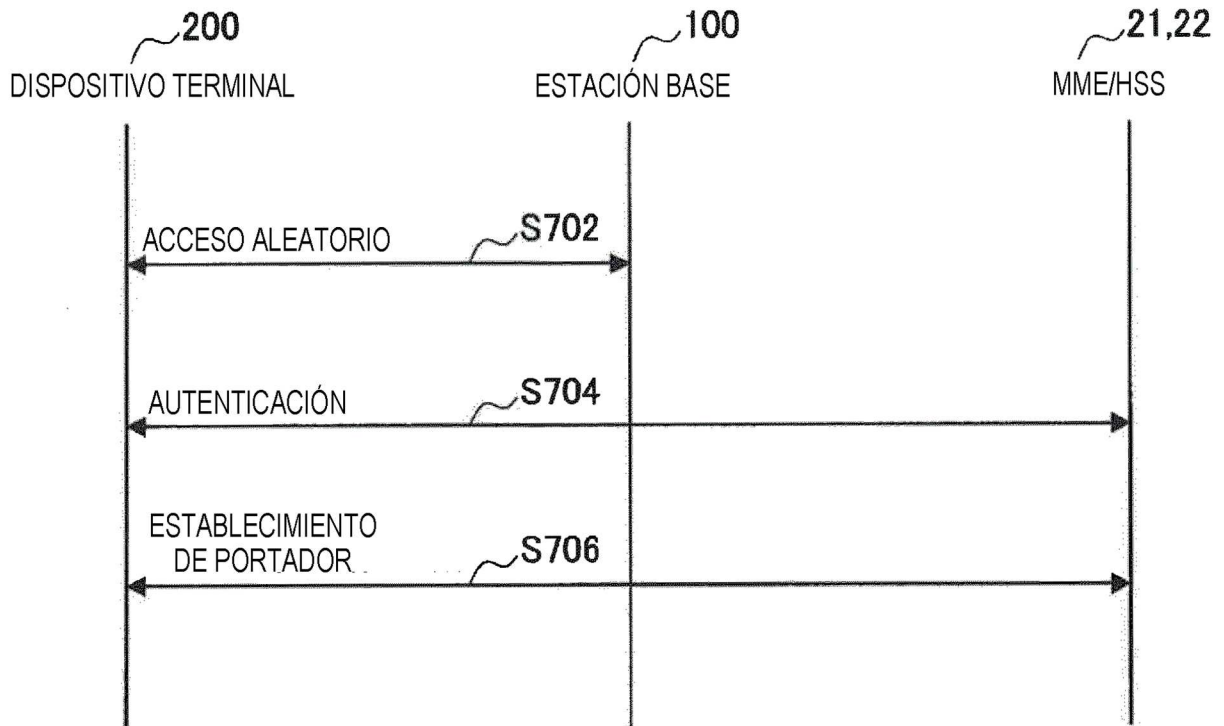 200
100
21,22
DISPOSITIVO TERMINAL
ESTACIÓN BASE
MME/HSS
S702
ACCESO ALEATORIO
S704
AUTENTICACIÓN
ESTABLECIMIENTO
DE PORTADOR
S706